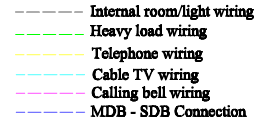 Internal room/light wiring
Heavy load wiring
Telephone wiring
Cable TV wiring
Calling bell wiring
MDB - SDB Connection